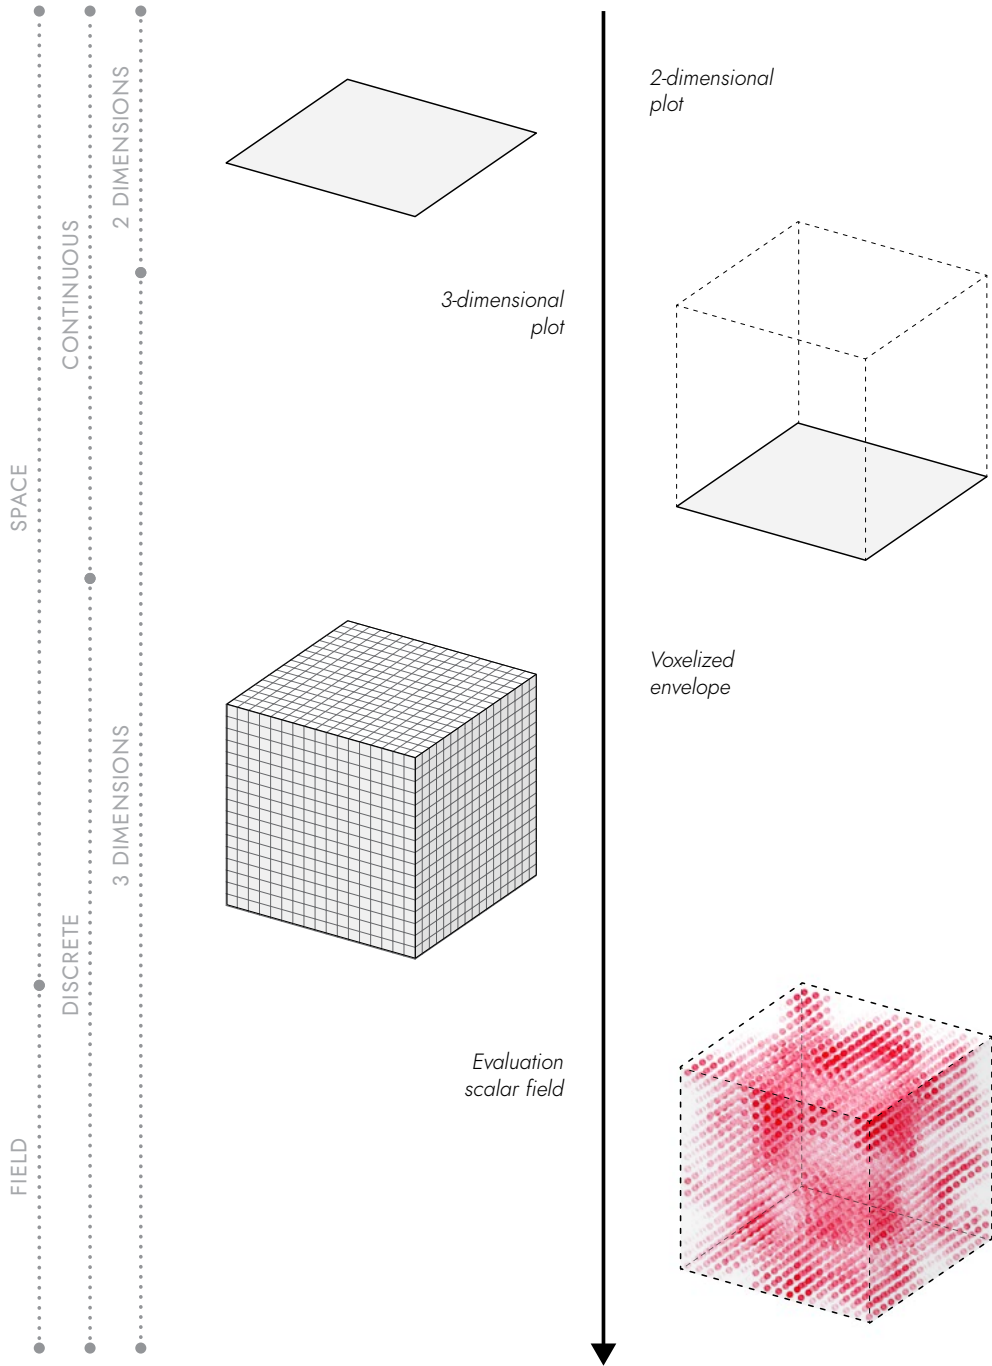 2 DIMENSIONS
CONTINUOUS
SPACE
3 DIMENSIONS
DISCRETE
FIELD
2-dimensional
plot
3-dimensional
plot
Voxelized
envelope
Evaluation
scalar field